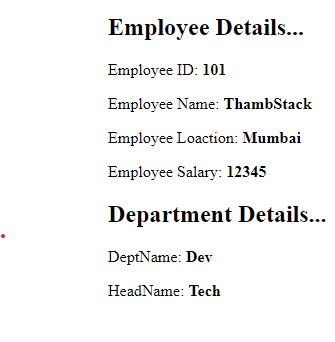 Employee Details...
Employee ID: 101
Employee Name: ThambStack
Employee Loaction: Mumbai
Employee Salary: 12345
Department Details...
DeptName: Dev
HeadName: Tech